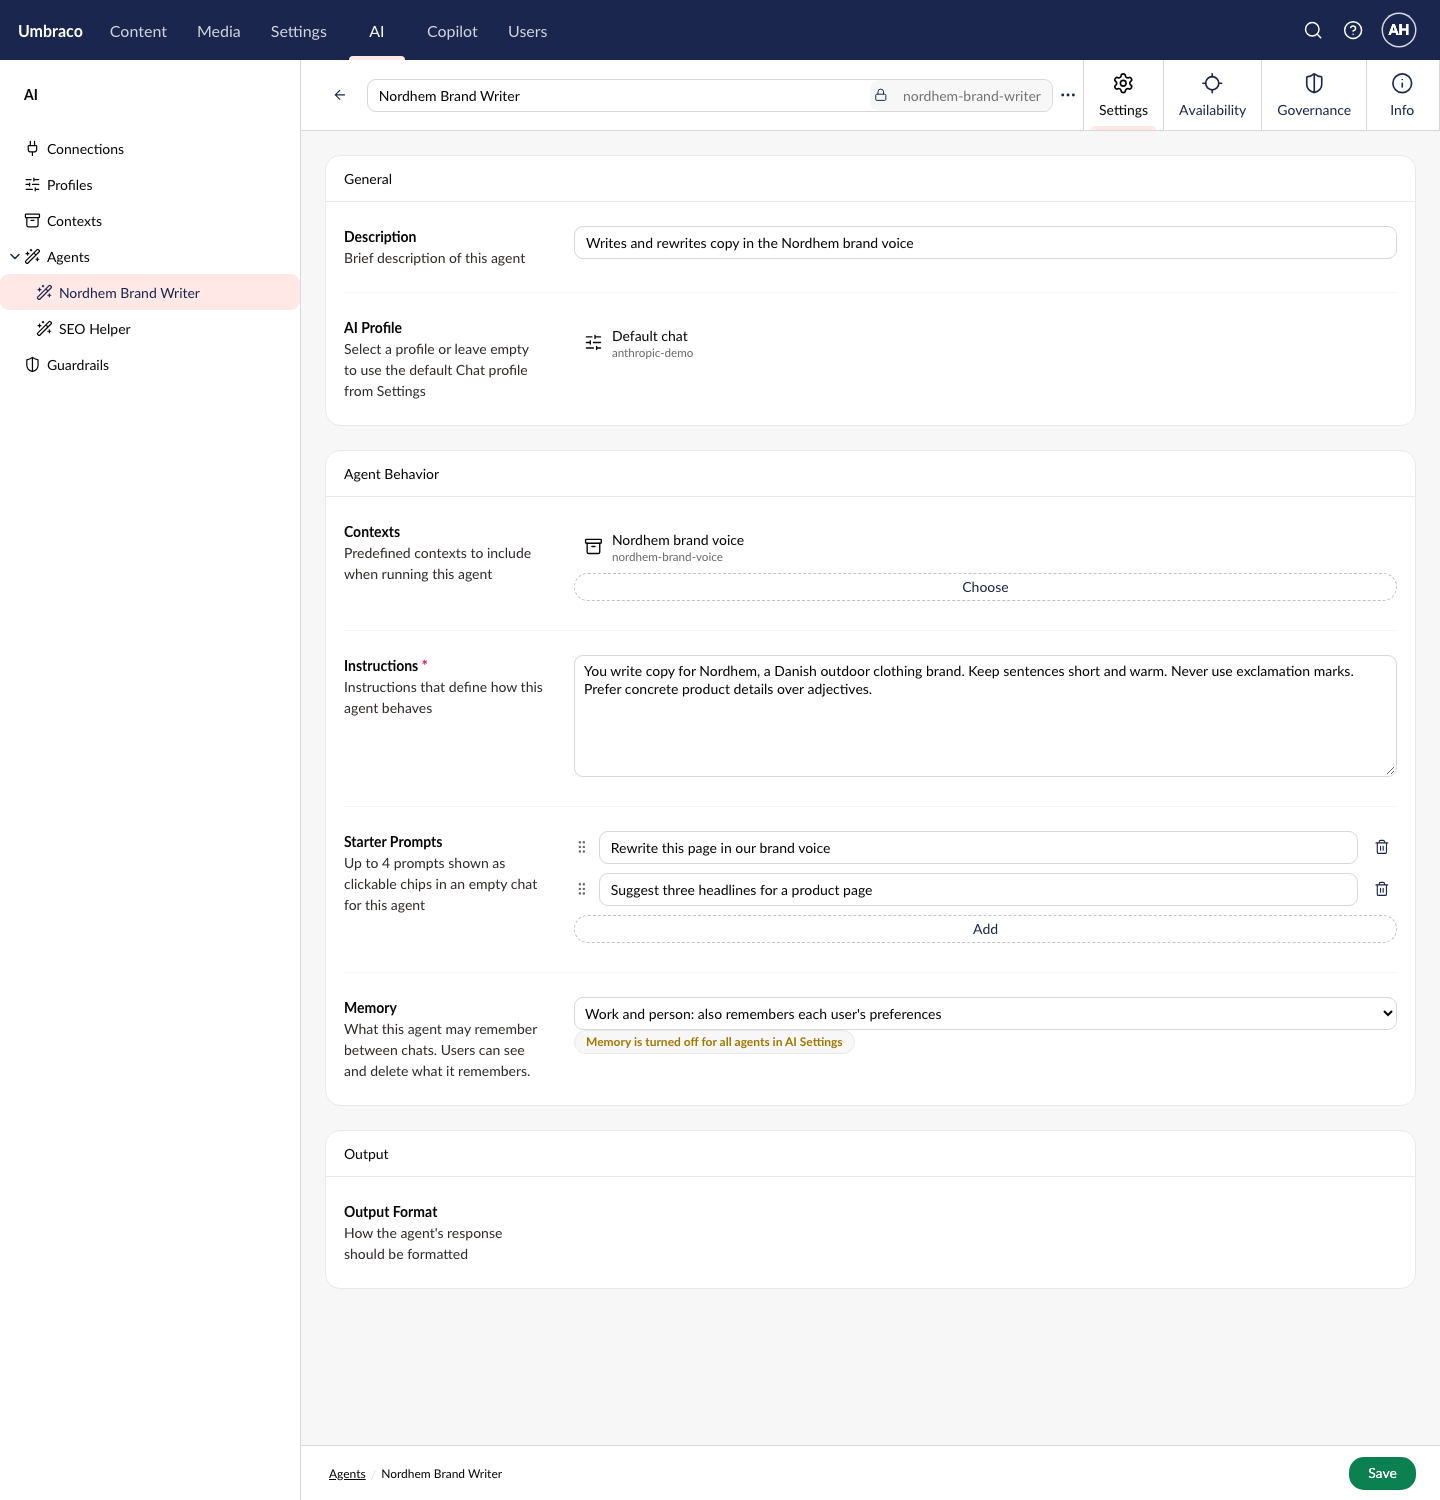 Umbraco Content Media Settings AI Copilot Users AH
AI
Connections
Profiles
Contexts
Agents
Nordhem Brand Writer
SEO Helper
Guardrails
Nordhem Brand Writer nordhem-brand-writer
Settings Availability Governance Info
General
Description
Brief description of this agent
Writes and rewrites copy in the Nordhem brand voice
AI Profile
Select a profile or leave empty
to use the default Chat profile
from Settings
Default chat
anthropic-demo
Agent Behavior
Contexts
Predefined contexts to include
when running this agent
Nordhem brand voice
nordhem-brand-voice
Choose
Instructions *
Instructions that define how this
agent behaves
You write copy for Nordhem, a Danish outdoor clothing brand. Keep sentences short and warm. Never use exclamation marks.
Prefer concrete product details over adjectives.
Starter Prompts
Up to 4 prompts shown as
clickable chips in an empty chat
for this agent
Rewrite this page in our brand voice
Suggest three headlines for a product page
Add
Memory
What this agent may remember
between chats. Users can see
and delete what it remembers.
Work and person: also remembers each user's preferences
Memory is turned off for all agents in AI Settings
Output
Output Format
How the agent's response
should be formatted
Agents / Nordhem Brand Writer
Save